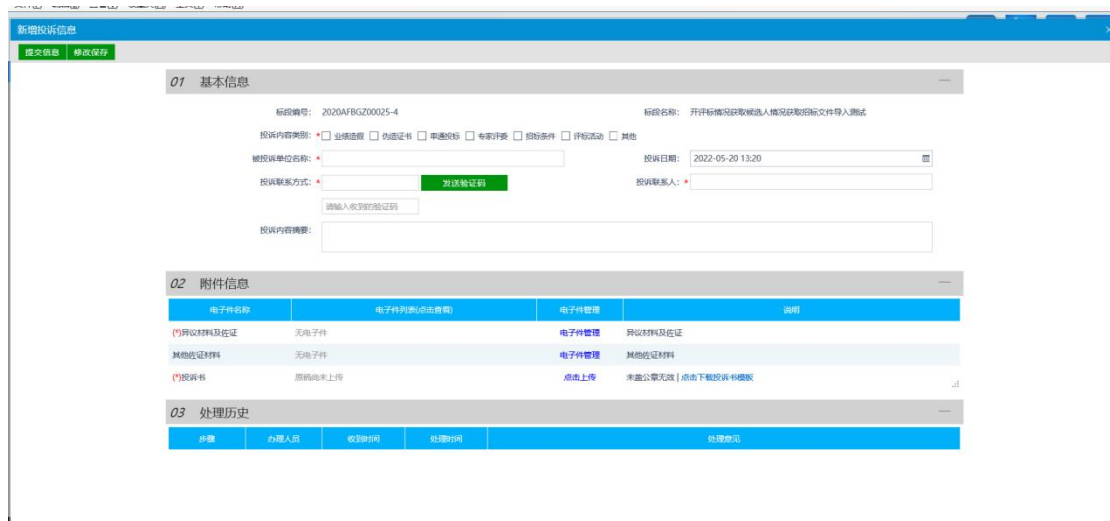 新增投诉信息
提交信息 修改保存
01 基本信息
标段编号: 2020AFBGZ00025-4 标段名称: 开评标情况获取候选人情况获取招标文件导入测试
投诉内容类别: * 业绩造假 伪造证书 串通投标 专家评委 招标条件 评标活动 其他
被投诉单位名称: * 投诉日期: 2022-05-20 13:20
投诉联系方式: * 发送验证码 投诉联系人: *
请输入收到的验证码
投诉内容摘要:
02 附件信息
电子件名称 电子件列表(点击查看) 电子件管理 说明
(*)异议材料及佐证 无电子件 电子件管理 异议材料及佐证
其他佐证材料 无电子件 电子件管理 其他佐证材料
(*)投诉书 原稿尚未上传 点击上传 未盖公章无效 | 点击下载投诉书模板
03 处理历史
步骤 办理人员 收到时间 处理时间 处理意见